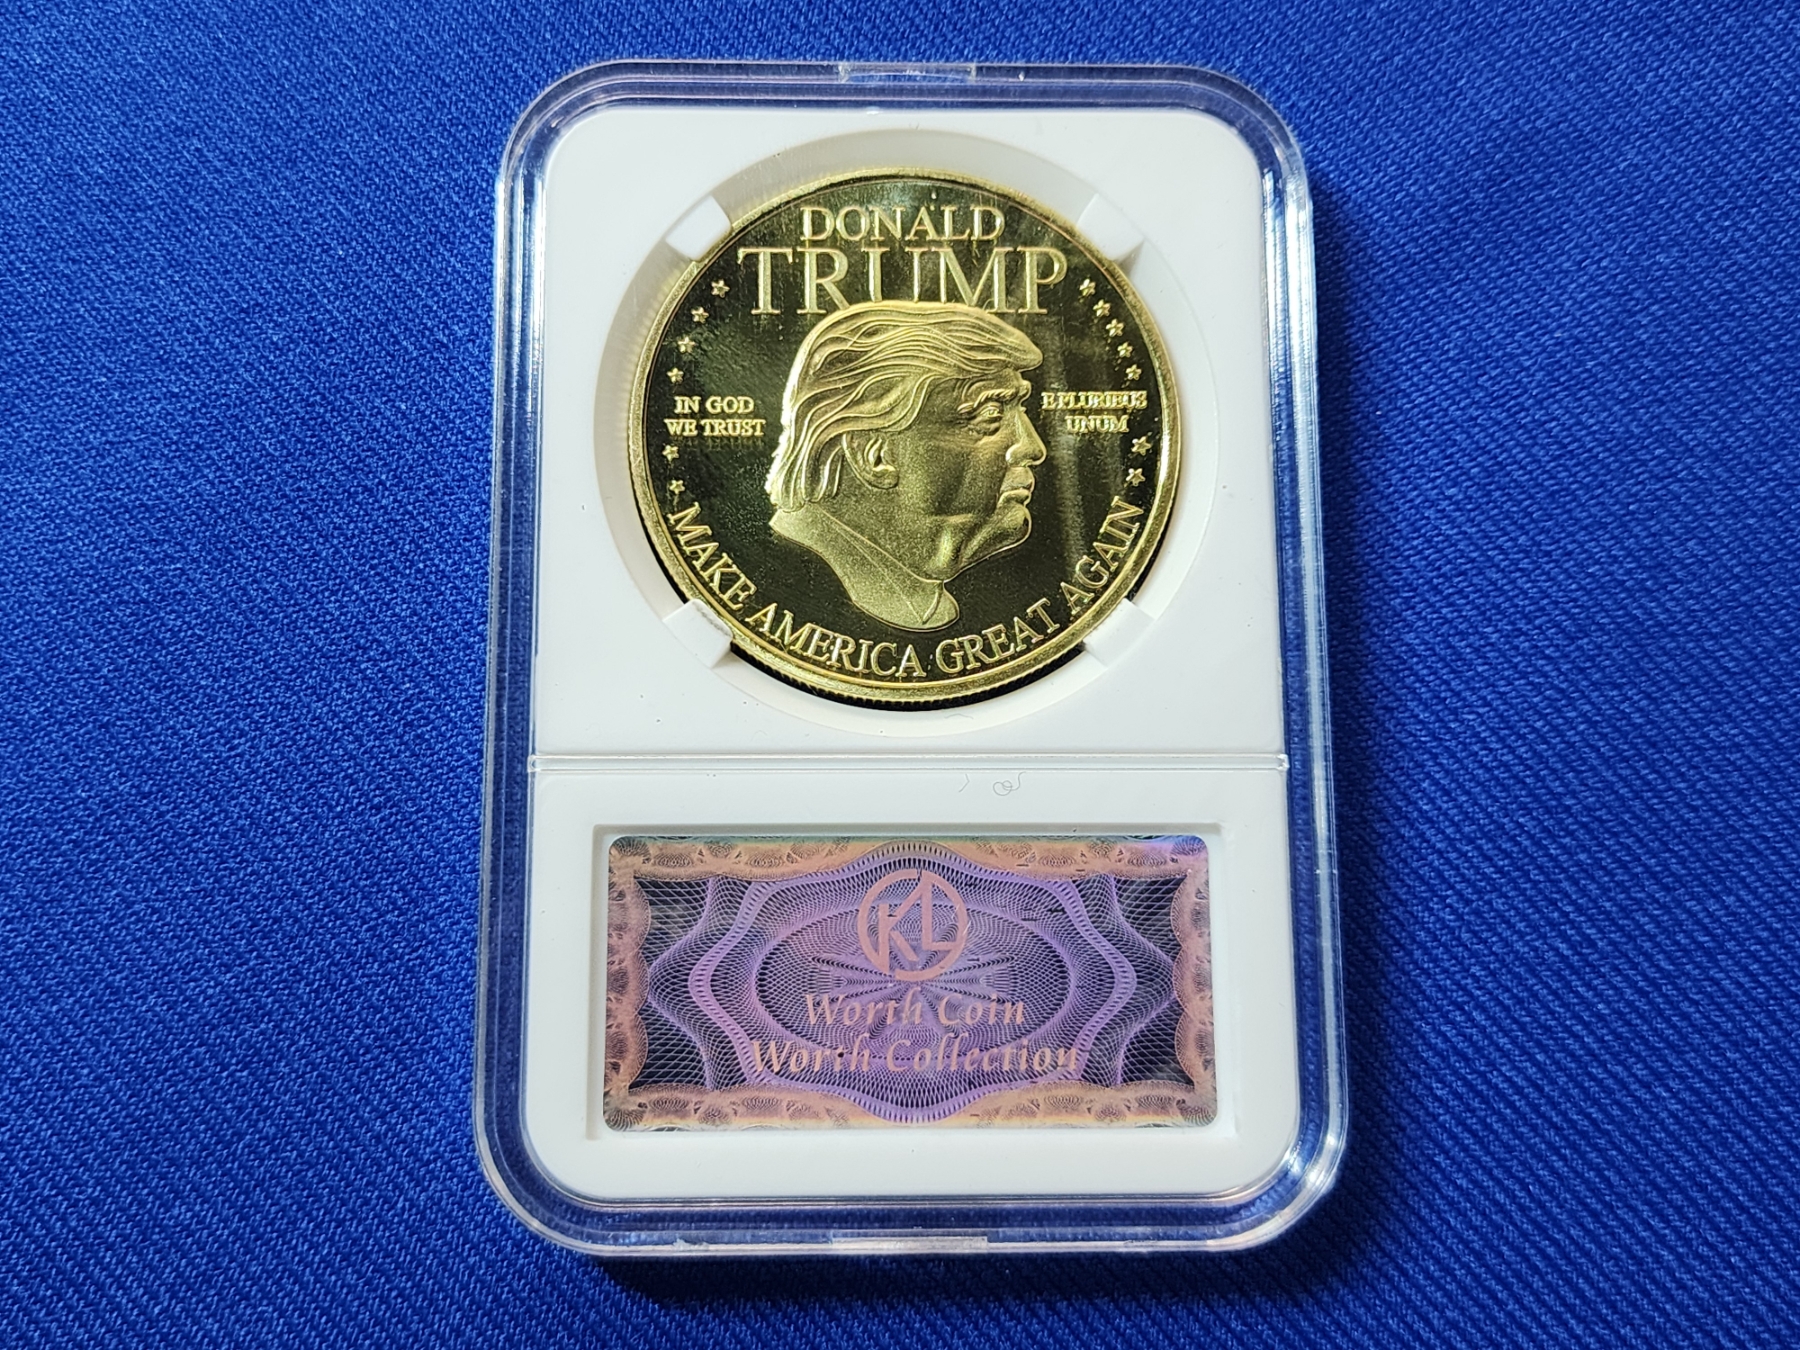 DONALD
TRUMP
IN GOD
WE TRUST
E PLURIBUS
UNUM
MAKE AMERICA GREAT AGAIN
KL
Worth Coin
Worth Collection